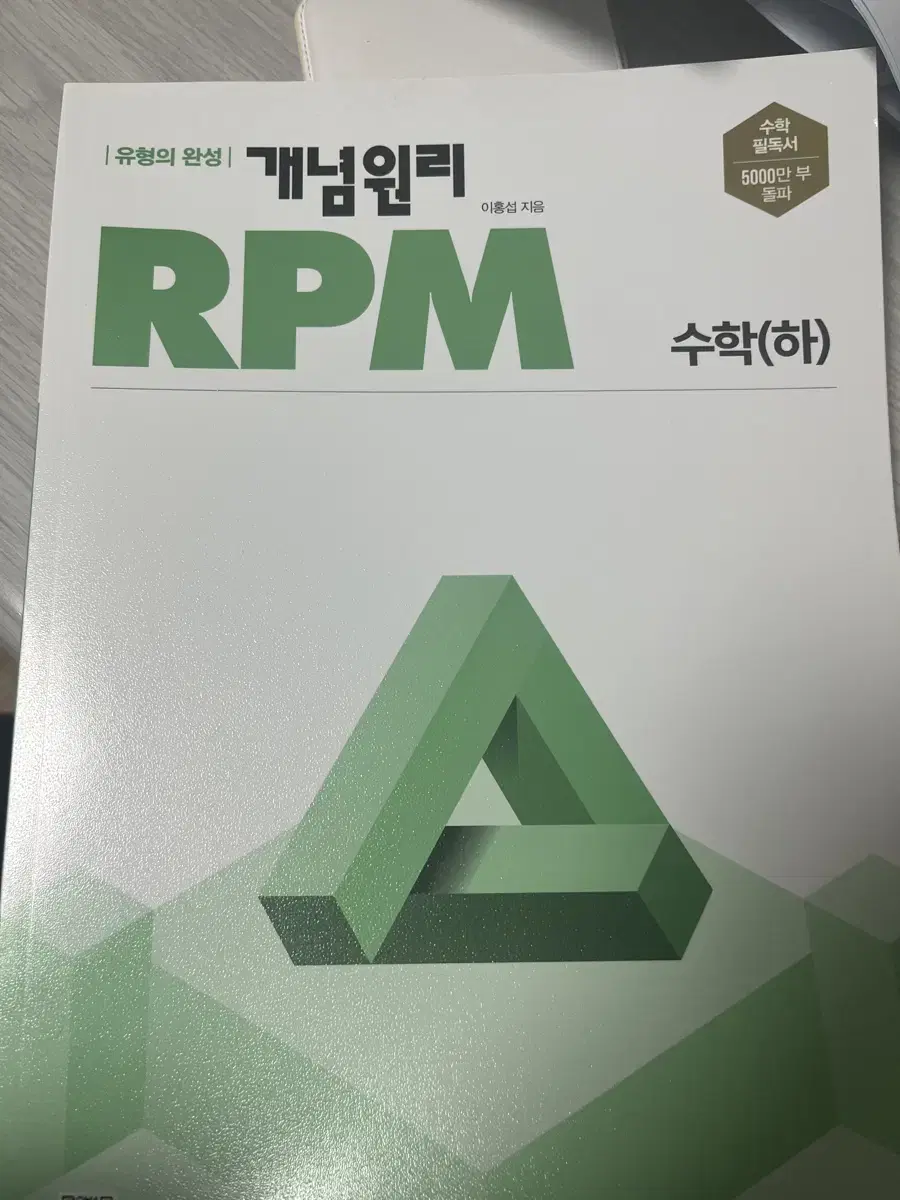 |유형의 완성| 개념원리
이홍섭 지음
RPM
수학(하)
수학
필독서
5000만 부
돌파